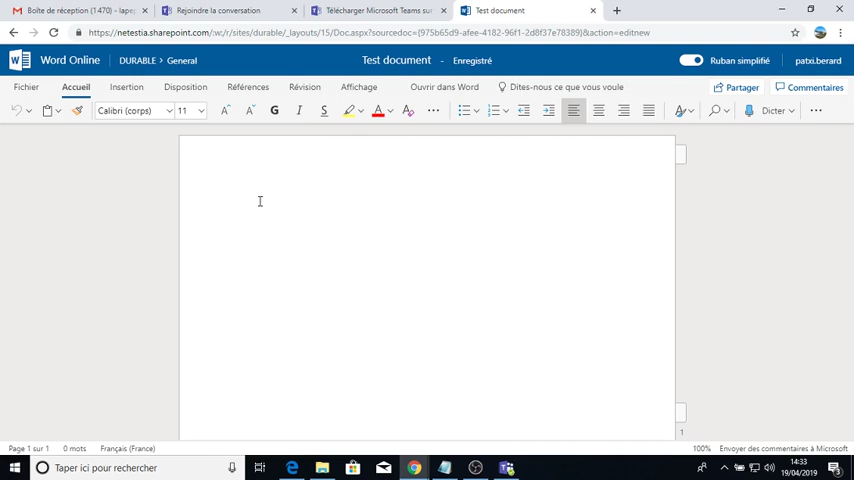 Boîte de réception (1 470) - lape
Rejoindre la conversation
Télécharger Microsoft Teams sur
Test document
https://netestia.sharepoint.com/:w:/r/sites/durable/_layouts/15/Doc.aspx?sourcedoc={975b65d9-afee-4182-96f1-2d8f37e78389}&action=editnew
Word Online DURABLE > General Test document - Enregistré Ruban simplifié patxi.berard
Fichier Accueil Insertion Disposition Références Révision Affichage Ouvrir dans Word Dites-nous ce que vous voule Partager Commentaires
Calibri (corps) 11 A A G I S A A Dicter
1
Page 1 sur 1 0 mots Français (France) 100% Envoyer des commentaires à Microsoft
Taper ici pour rechercher
14:33
19/04/2019
3